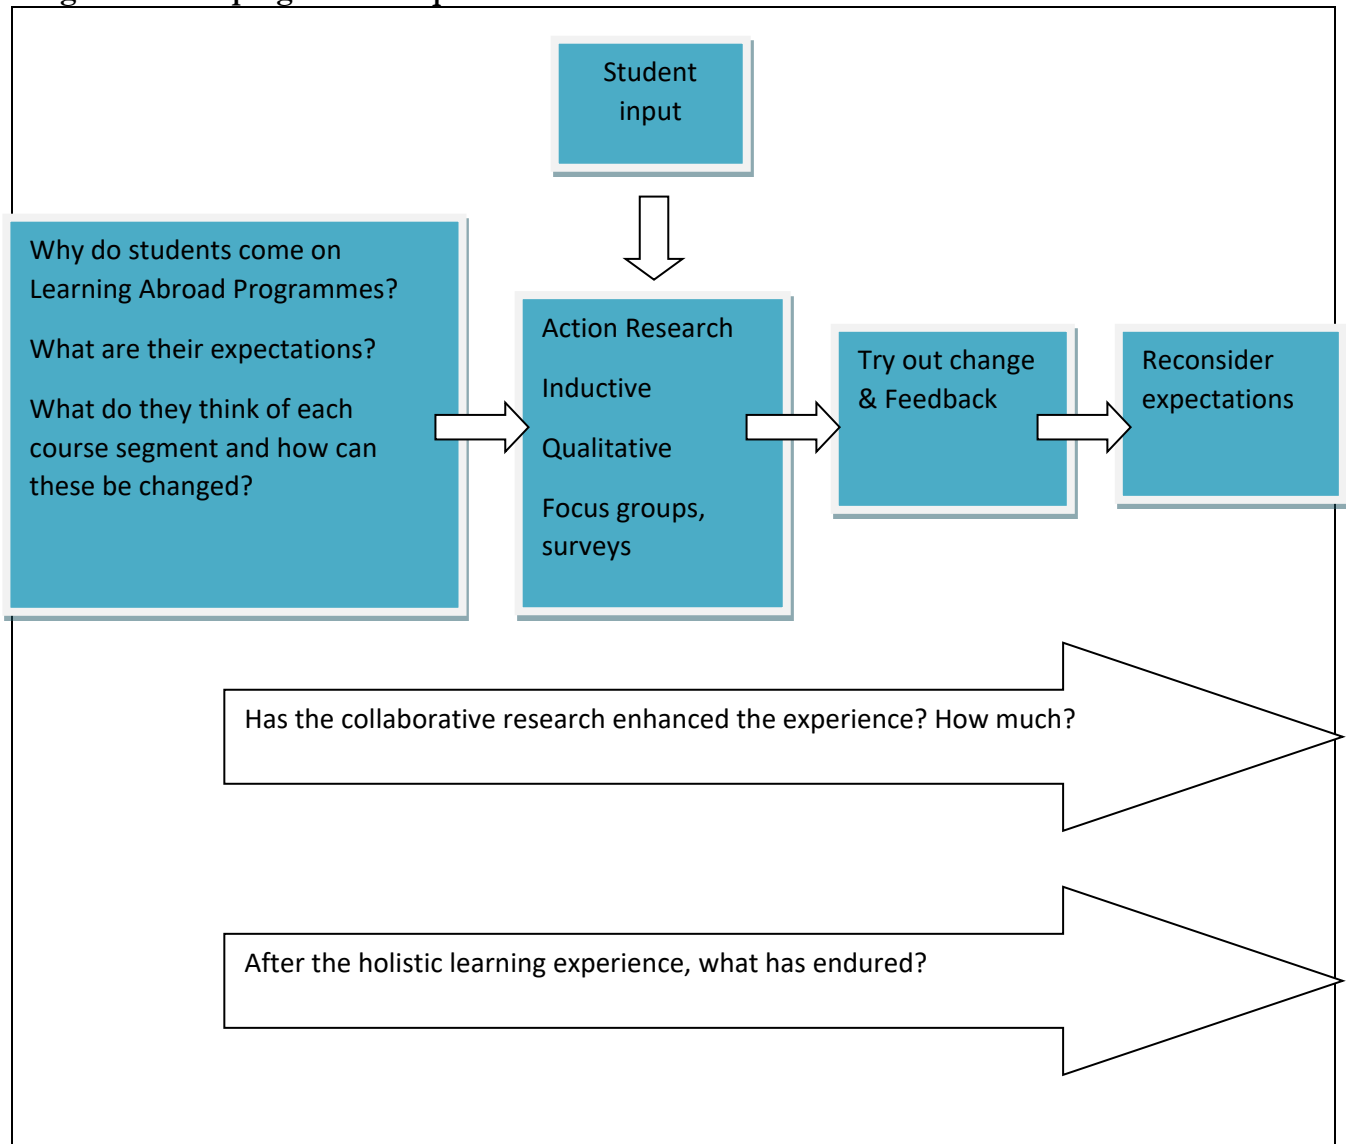 Student
input
Why do students come on
Learning Abroad Programmes?
What are their expectations?
What do they think of each
course segment and how can
these be changed?
Action Research
Inductive
Qualitative
Focus groups,
surveys
Try out change
& Feedback
Reconsider
expectations
Has the collaborative research enhanced the experience? How much?
After the holistic learning experience, what has endured?